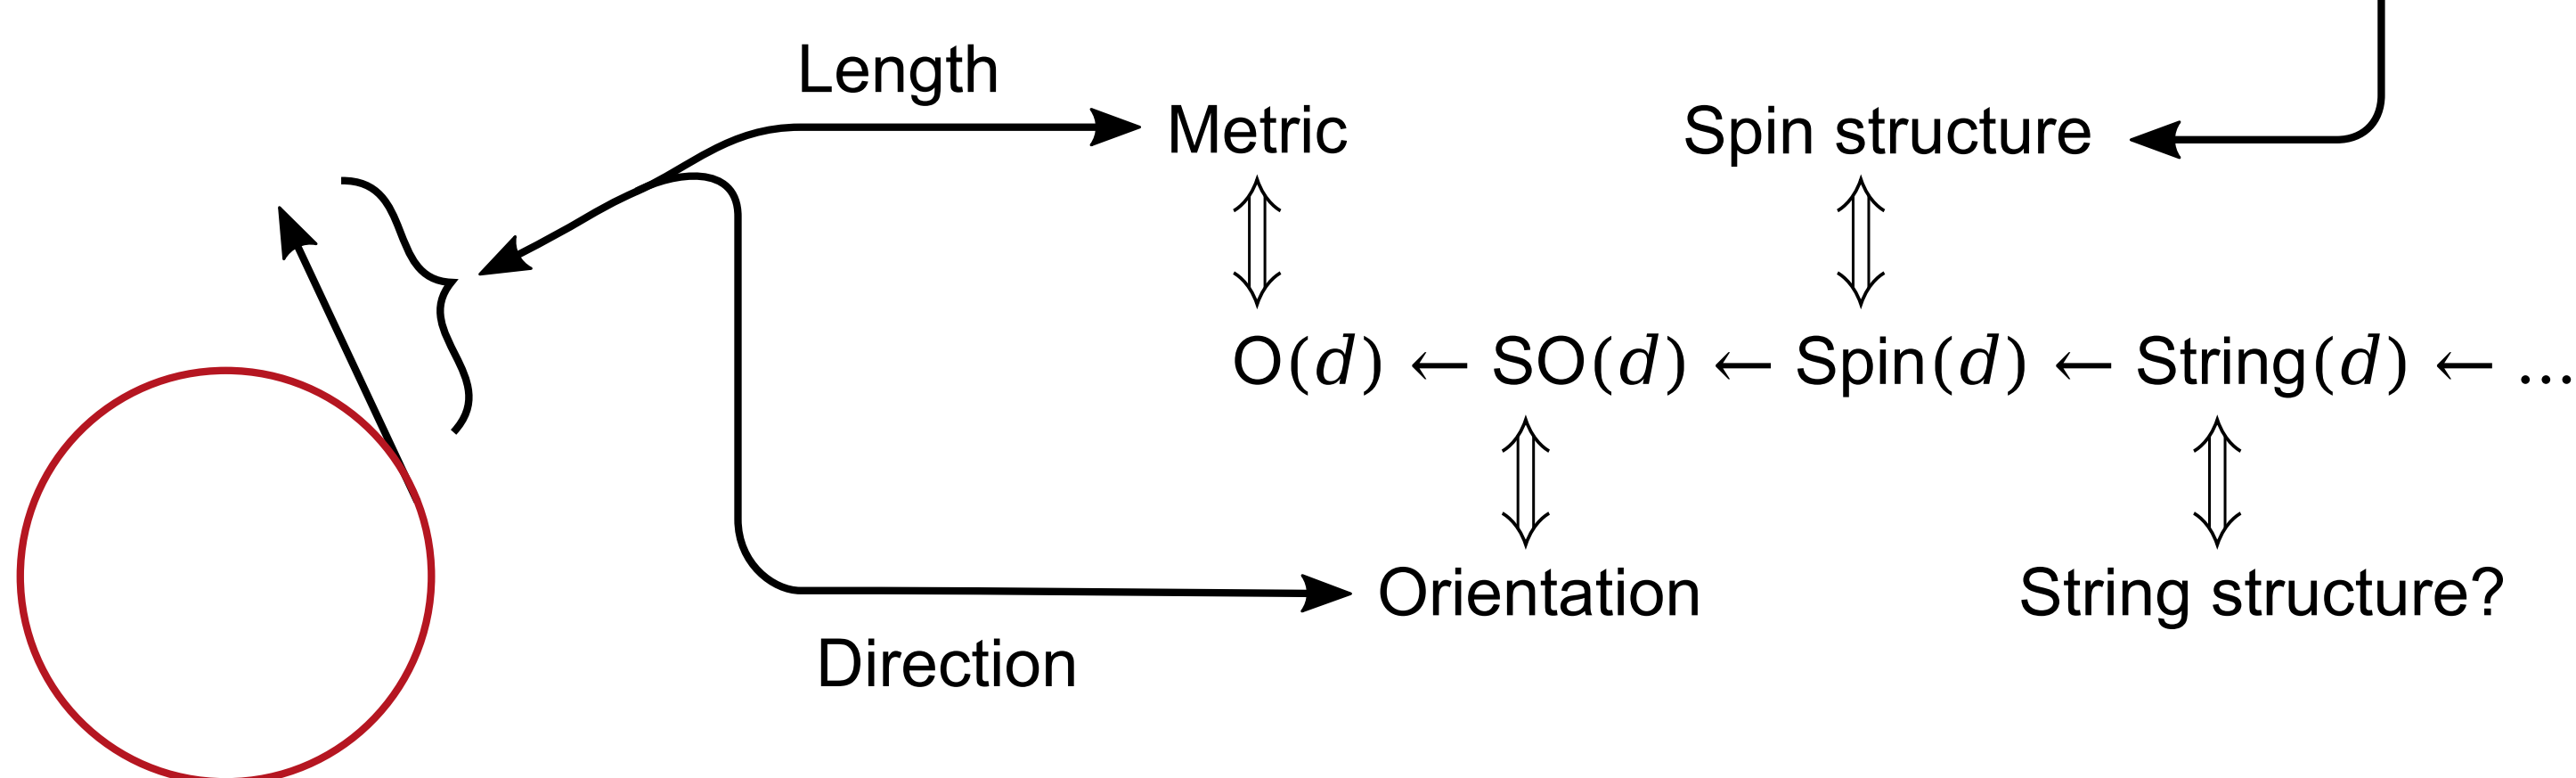 Length
Metric
Spin structure
O(d) ← SO(d) ← Spin(d) ← String(d) ← ...
Orientation
String structure?
Direction